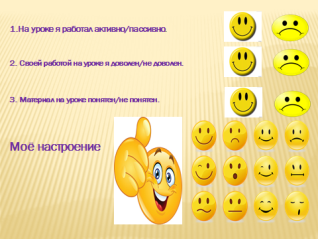 1.На уроке я работал активно/пассивно.
2. Своей работой на уроке я доволен/не доволен.
3. Материал на уроке понятен/не понятен.
Моё настроение